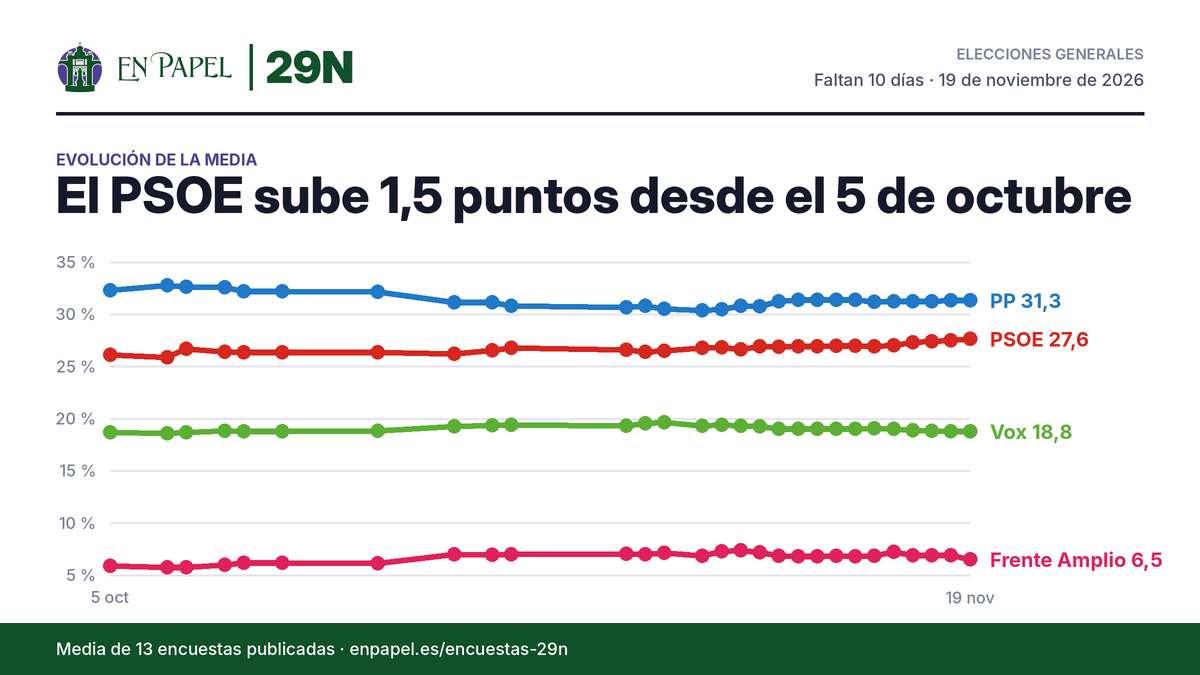 EN PAPEL | 29N
ELECCIONES GENERALES
Faltan 10 días · 19 de noviembre de 2026
EVOLUCIÓN DE LA MEDIA
El PSOE sube 1,5 puntos desde el 5 de octubre
35 %
30 %
25 %
20 %
15 %
10 %
5 %
PP 31,3
PSOE 27,6
Vox 18,8
Frente Amplio 6,5
5 oct
19 nov
Media de 13 encuestas publicadas · enpapel.es/encuestas-29n